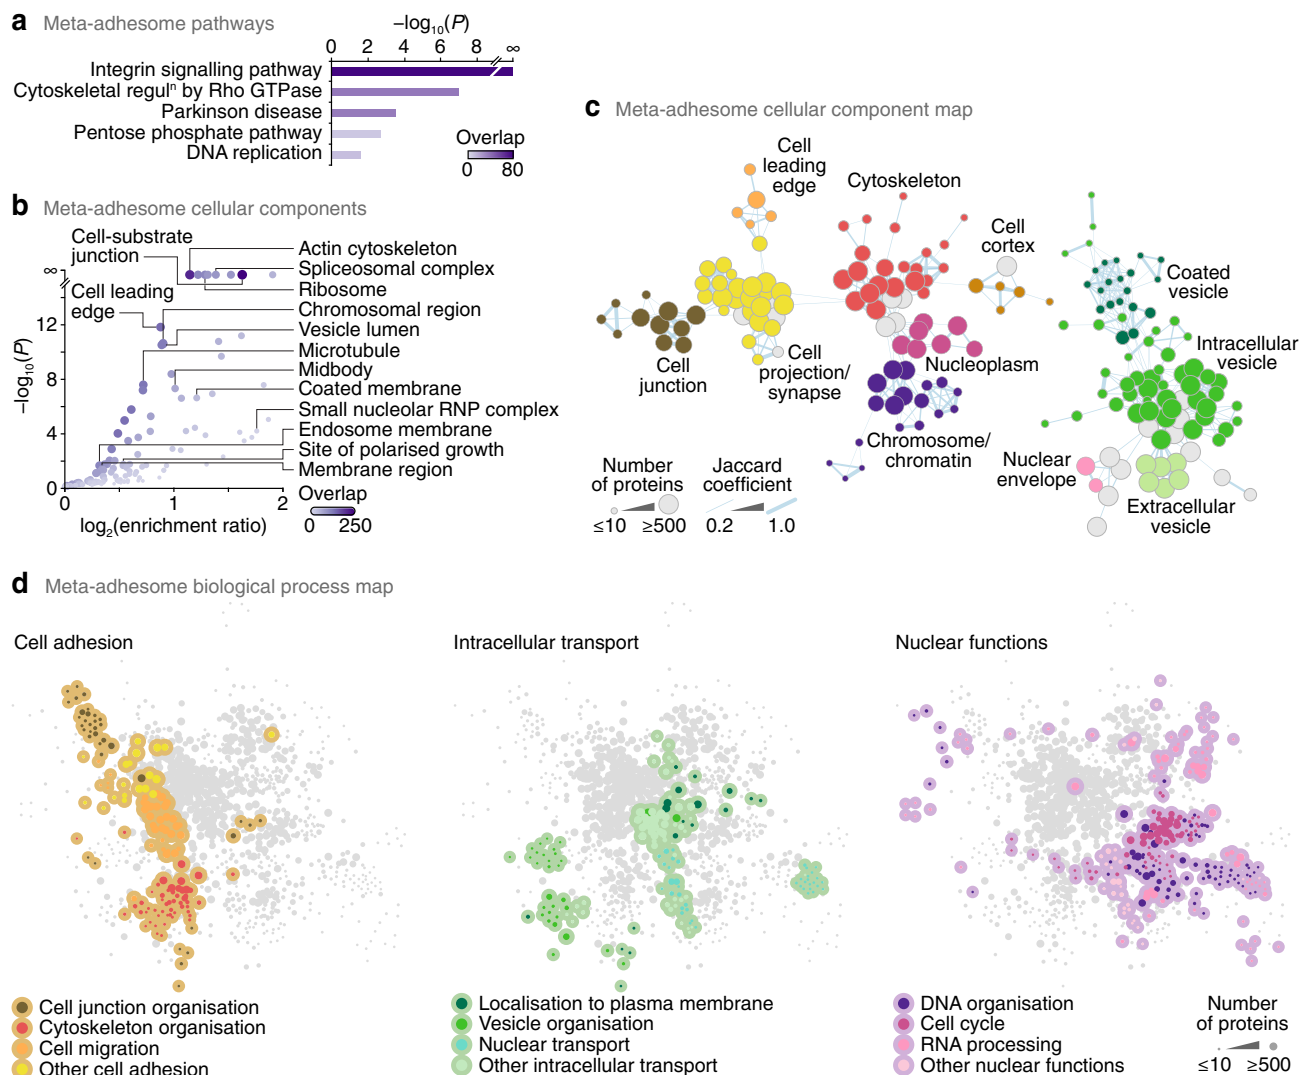 a Meta-adhesome pathways
−log10(P)
0 2 4 6 8 ∞
Integrin signalling pathway
Cytoskeletal regulⁿ by Rho GTPase
Parkinson disease
Pentose phosphate pathway
DNA replication
Overlap
0 80
b Meta-adhesome cellular components
Cell-substrate
junction
Cell leading
edge
Actin cytoskeleton
Spliceosomal complex
Ribosome
Chromosomal region
Vesicle lumen
Microtubule
Midbody
Coated membrane
Small nucleolar RNP complex
Endosome membrane
Site of polarised growth
Membrane region
−log10(P)
∞
12
8
4
0
0 1 2
log2(enrichment ratio)
Overlap
0 250
c Meta-adhesome cellular component map
Cell
leading
edge
Cytoskeleton
Cell
cortex
Coated
vesicle
Intracellular
vesicle
Cell
junction
Cell
projection/
synapse
Nucleoplasm
Chromosome/
chromatin
Nuclear
envelope
Extracellular
vesicle
Number
of proteins
≤10 ≥500
Jaccard
coefficient
0.2 1.0
d Meta-adhesome biological process map
Cell adhesion
Intracellular transport
Nuclear functions
Cell junction organisation
Cytoskeleton organisation
Cell migration
Other cell adhesion
Localisation to plasma membrane
Vesicle organisation
Nuclear transport
Other intracellular transport
DNA organisation
Cell cycle
RNA processing
Other nuclear functions
Number
of proteins
≤10 ≥500